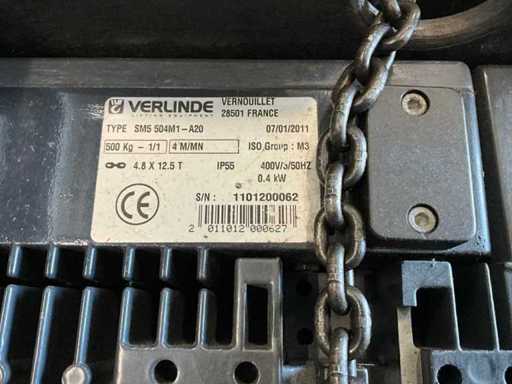 VERLINDE
LIFTING EQUIPMENT
VERNOUILLET
28501 FRANCE
TYPE SM5 504M1-A20 07/01/2011
500 Kg - 1/1 4 M/MN ISO Group : M3
4.8 X 12.5 T IP55 400V/3/50HZ
0.4 kW
S/N : 1101200062
CE
2 011012 000627